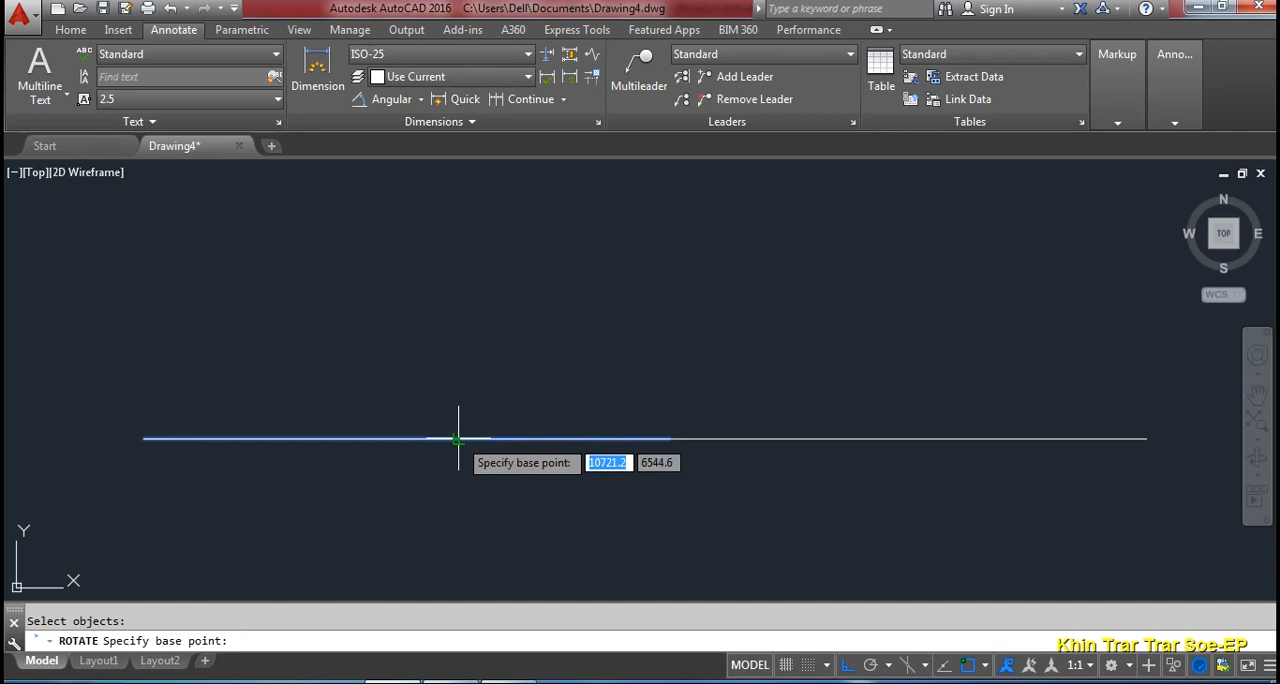 Autodesk AutoCAD 2016 C:\Users\Dell\Documents\Drawing4.dwg
Type a keyword or phrase
Sign In
Home Insert Annotate Parametric View Manage Output Add-ins A360 Express Tools Featured Apps BIM 360 Performance
A
Multiline
Text
ABC
Standard
Find text
2.5
Text
Dimension
ISO-25
Use Current
Angular
Quick
Continue
Dimensions
Multileader
Standard
Add Leader
Remove Leader
Leaders
Table
Standard
Extract Data
Link Data
Tables
Markup
Anno...
Start
Drawing4*
[−][Top][2D Wireframe]
N
W
TOP
E
S
WCS
Specify base point: 10721.2 6544.6
Y
X
Select objects:
ROTATE Specify base point:
Khin Trar Trar Soe-EP
Model Layout1 Layout2
MODEL
1:1